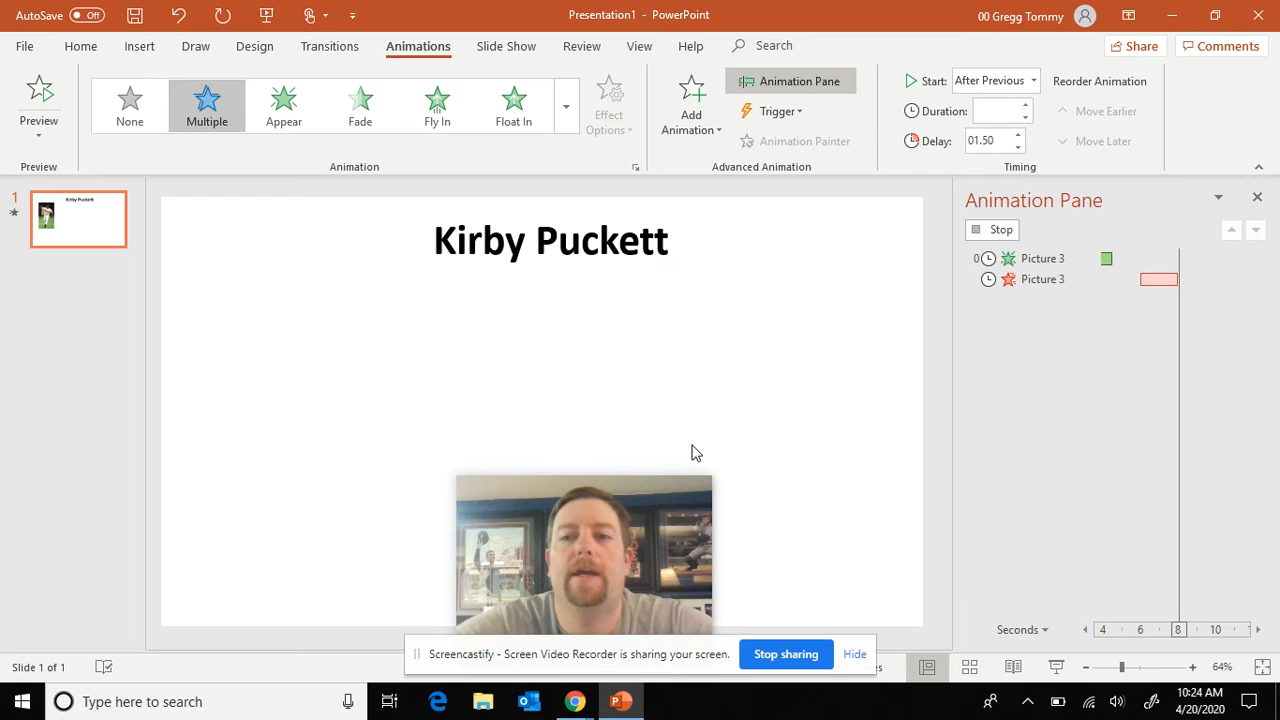 AutoSave Off
Presentation1 - PowerPoint
00 Gregg Tommy
File Home Insert Draw Design Transitions Animations Slide Show Review View Help Search
Share Comments
Preview
None Multiple Appear Fade Fly In Float In
Effect Options
Add Animation
Animation Pane
Trigger
Animation Painter
Start: After Previous
Duration:
Delay: 01.50
Reorder Animation
Move Earlier
Move Later
Preview Animation Advanced Animation Timing
1
Kirby Puckett
Kirby Puckett
Animation Pane
Stop
0 Picture 3
Picture 3
Seconds 4 6 8 10
Screencastify - Screen Video Recorder is sharing your screen. Stop sharing Hide
Slide 1 of 1
64%
Type here to search
10:24 AM
4/20/2020